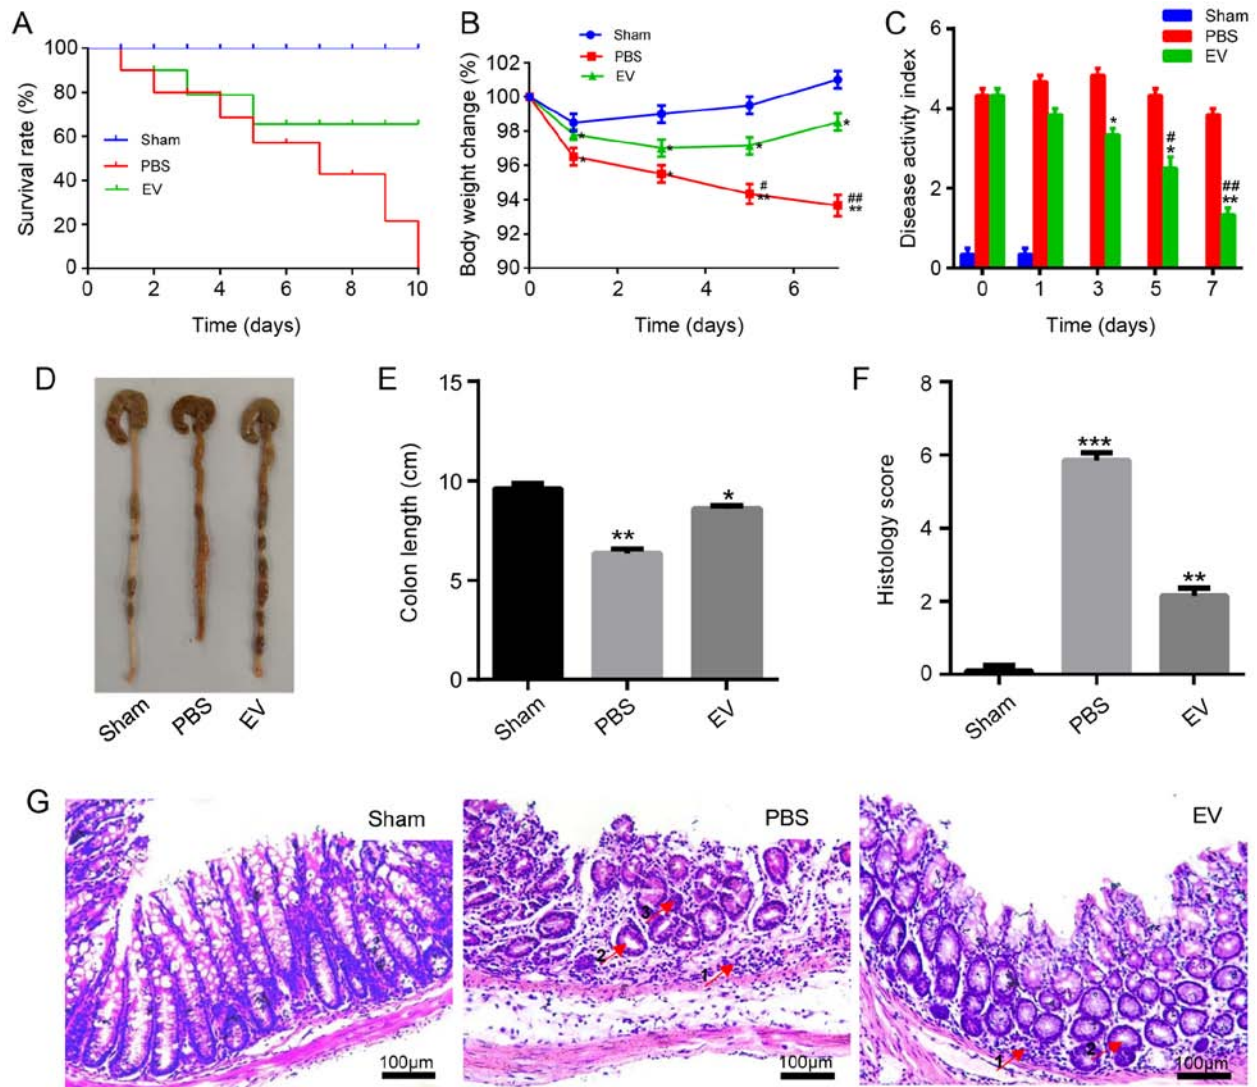 A
Survival rate (%)
100
80
60
40
20
0
Sham
PBS
EV
0 2 4 6 8 10
Time (days)
B
Sham
PBS
EV
Body weight change (%)
102
100
98
96
94
92
90
*
*
*
*
*
*
#
**
##
**
0 2 4 6
Time (days)
C
Sham
PBS
EV
Disease activity index
6
4
2
0
*
#
*
##
**
0 1 3 5 7
Time (days)
D
Sham PBS EV
E
Colon length (cm)
15
10
5
0
**
*
Sham PBS EV
F
Histology score
8
6
4
2
0
***
**
Sham PBS EV
G
Sham
100μm
PBS
3
2
1
100μm
EV
1
2
100μm